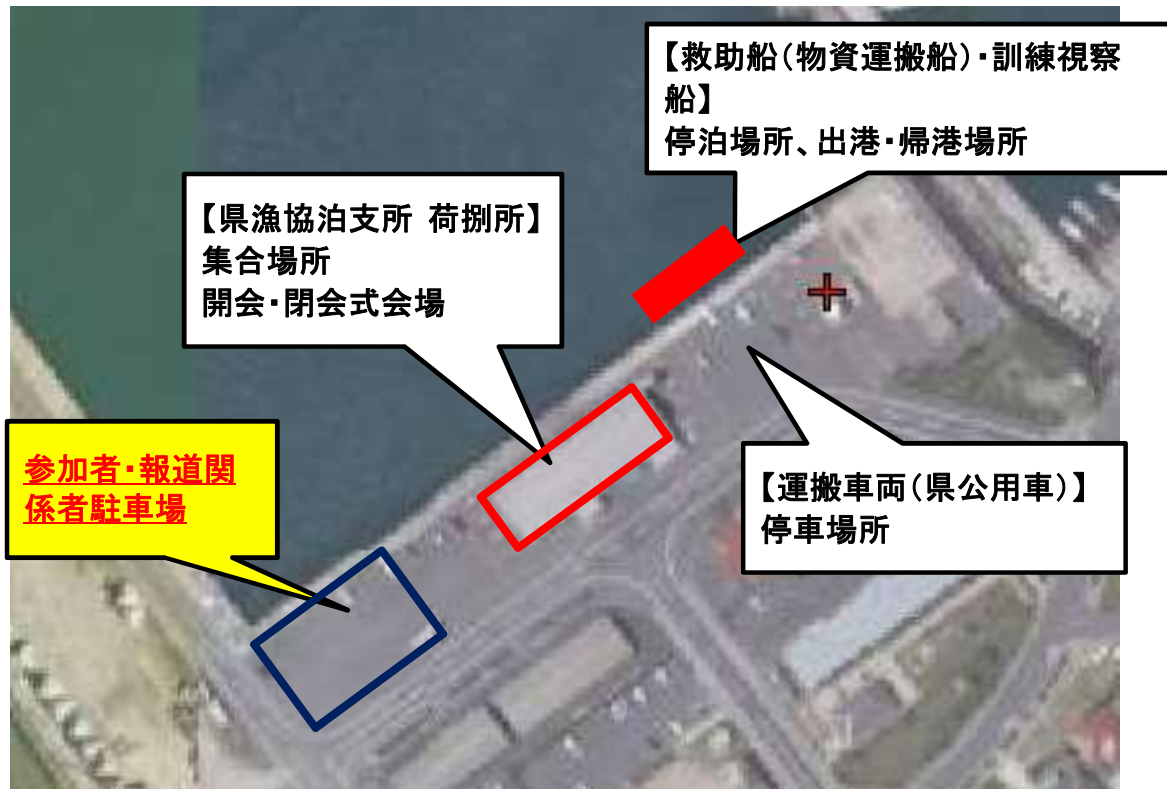 【救助船（物資運搬船）・訓練視察
船】
停泊場所、出港・帰港場所
【県漁協泊支所 荷捌所】
集合場所
開会・閉会式会場
参加者・報道関
係者駐車場
【運搬車両（県公用車）】
停車場所